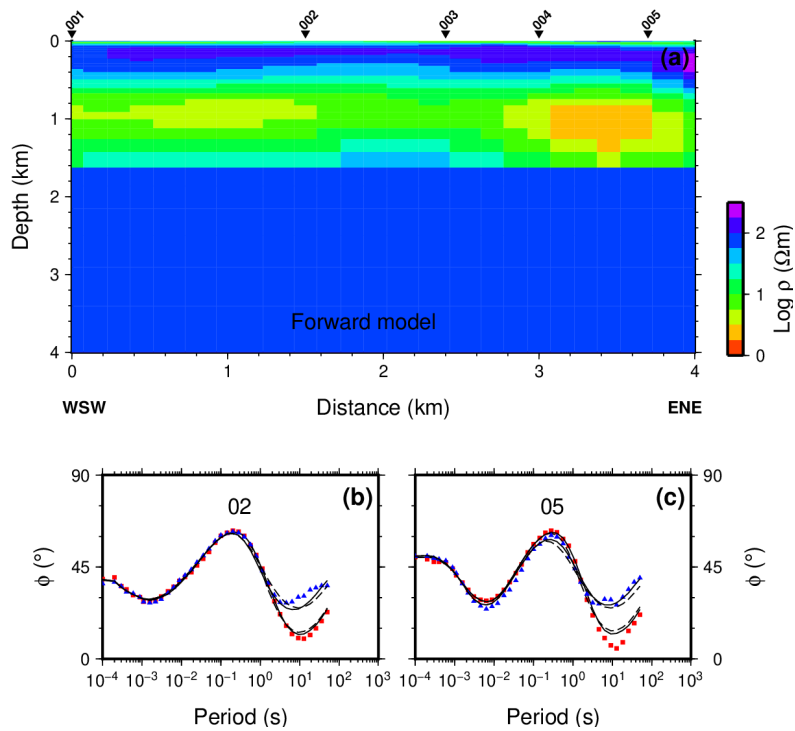 001 002 003 004 005
(a)
0
1
2
3
4
Depth (km)
Forward model
0 1 2 3 4
WSW Distance (km) ENE
2
1
0
Log ρ (Ωm)
(b)
02
90
45
0
ϕ (°)
10⁻⁴ 10⁻³ 10⁻² 10⁻¹ 10⁰ 10¹ 10² 10³
Period (s)
(c)
05
90
45
0
ϕ (°)
10⁻⁴ 10⁻³ 10⁻² 10⁻¹ 10⁰ 10¹ 10² 10³
Period (s)